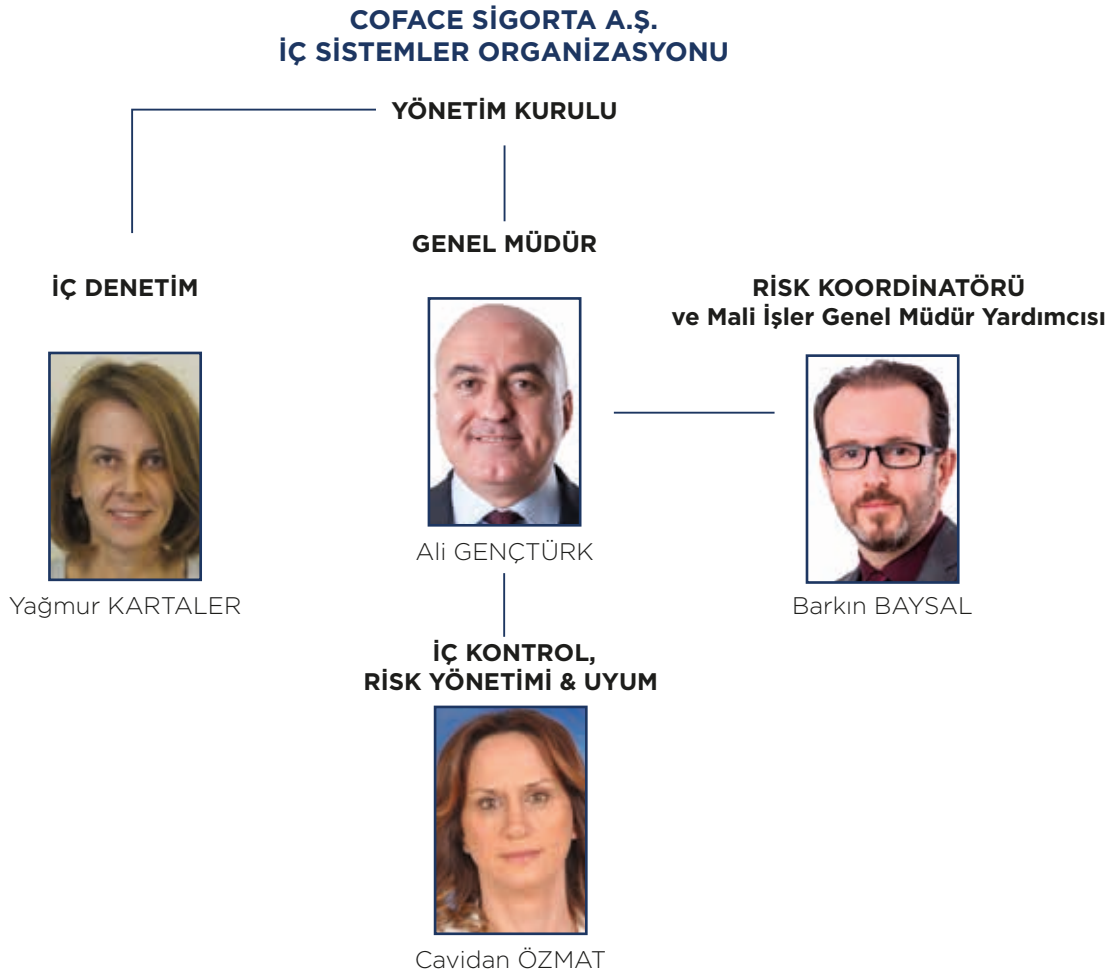 COFACE SİGORTA A.Ş.
İÇ SİSTEMLER ORGANİZASYONU
YÖNETİM KURULU
GENEL MÜDÜR
İÇ DENETİM
RİSK KOORDİNATÖRÜ
ve Mali İşler Genel Müdür Yardımcısı
Ali GENÇTÜRK
Yağmur KARTALER
Barkın BAYSAL
İÇ KONTROL,
RİSK YÖNETİMİ & UYUM
Cavidan ÖZMAT